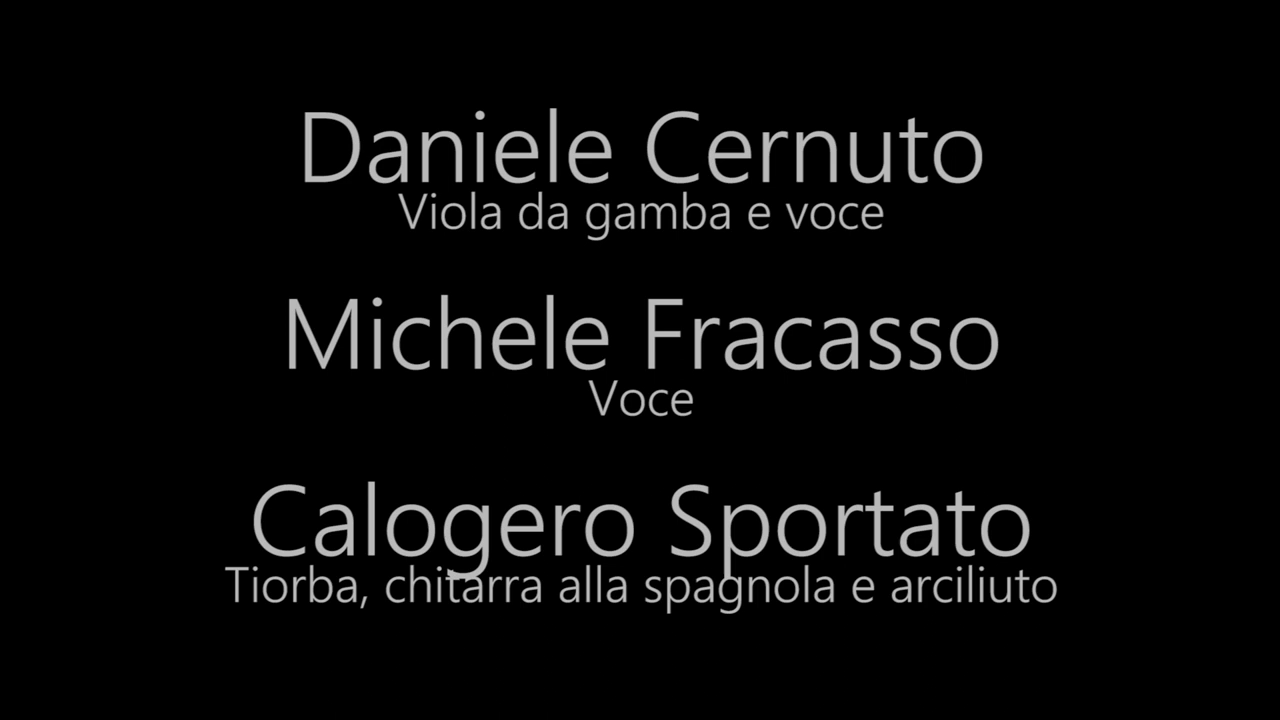 Daniele Cernuto
Viola da gamba e voce
Michele Fracasso
Voce
Calogero Sportato
Tiorba, chitarra alla spagnola e arciliuto